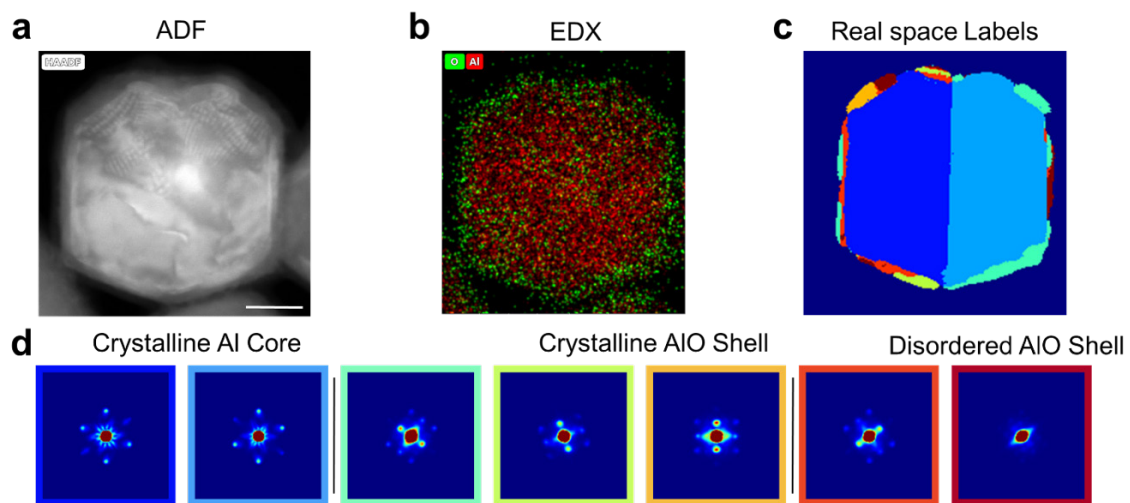 a ADF
b EDX
c Real space Labels
HAADF
O Al
d Crystalline Al Core
Crystalline AlO Shell
Disordered AlO Shell